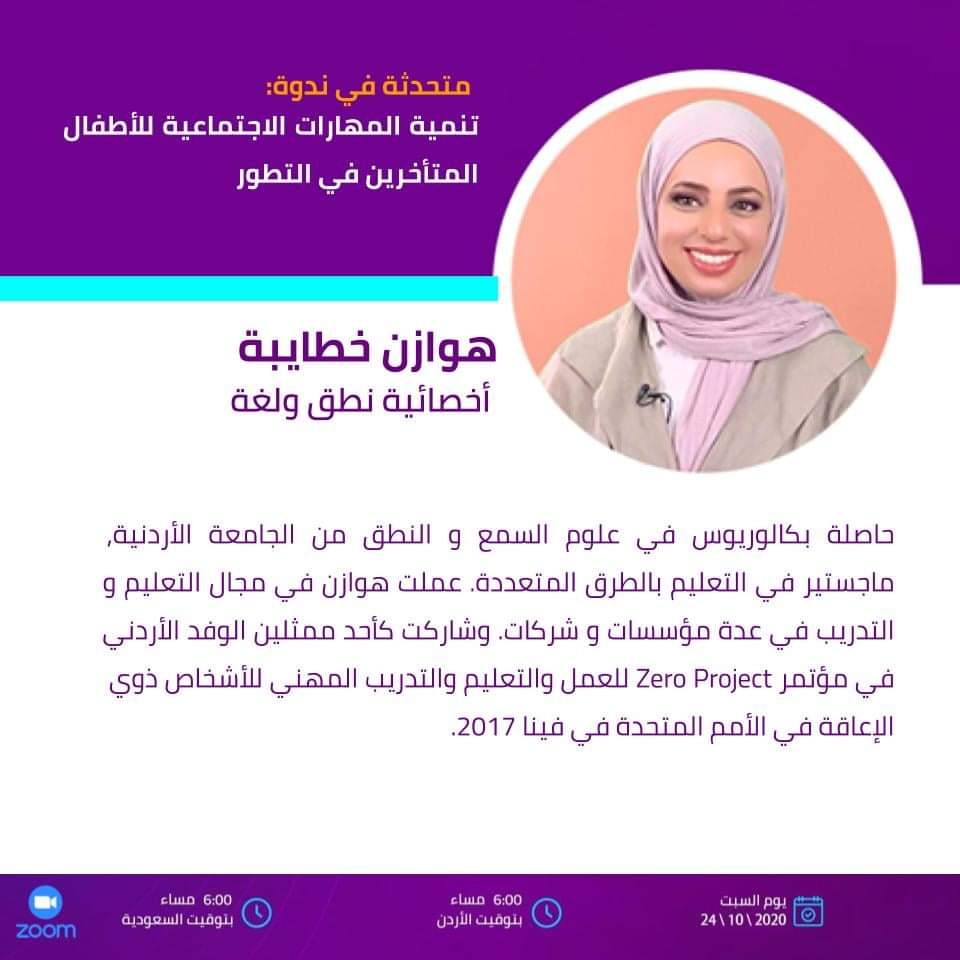 متحدثة في ندوة:
تنمية المهارات الاجتماعية للأطفال
المتأخرين في التطور
هوازن خطايبة
أخصائية نطق ولغة
حاصلة بكالوريوس في علوم السمع و النطق من الجامعة الأردنية,
ماجستير في التعليم بالطرق المتعددة. عملت هوازن في مجال التعليم و
التدريب في عدة مؤسسات و شركات. وشاركت كأحد ممثلين الوفد الأردني
في مؤتمر Zero Project للعمل والتعليم والتدريب المهني للأشخاص ذوي
الإعاقة في الأمم المتحدة في فينا 2017.
يوم السبت
24 \ 10 \ 2020
6:00 مساء
بتوقيت الأردن
6:00 مساء
بتوقيت السعودية
zoom